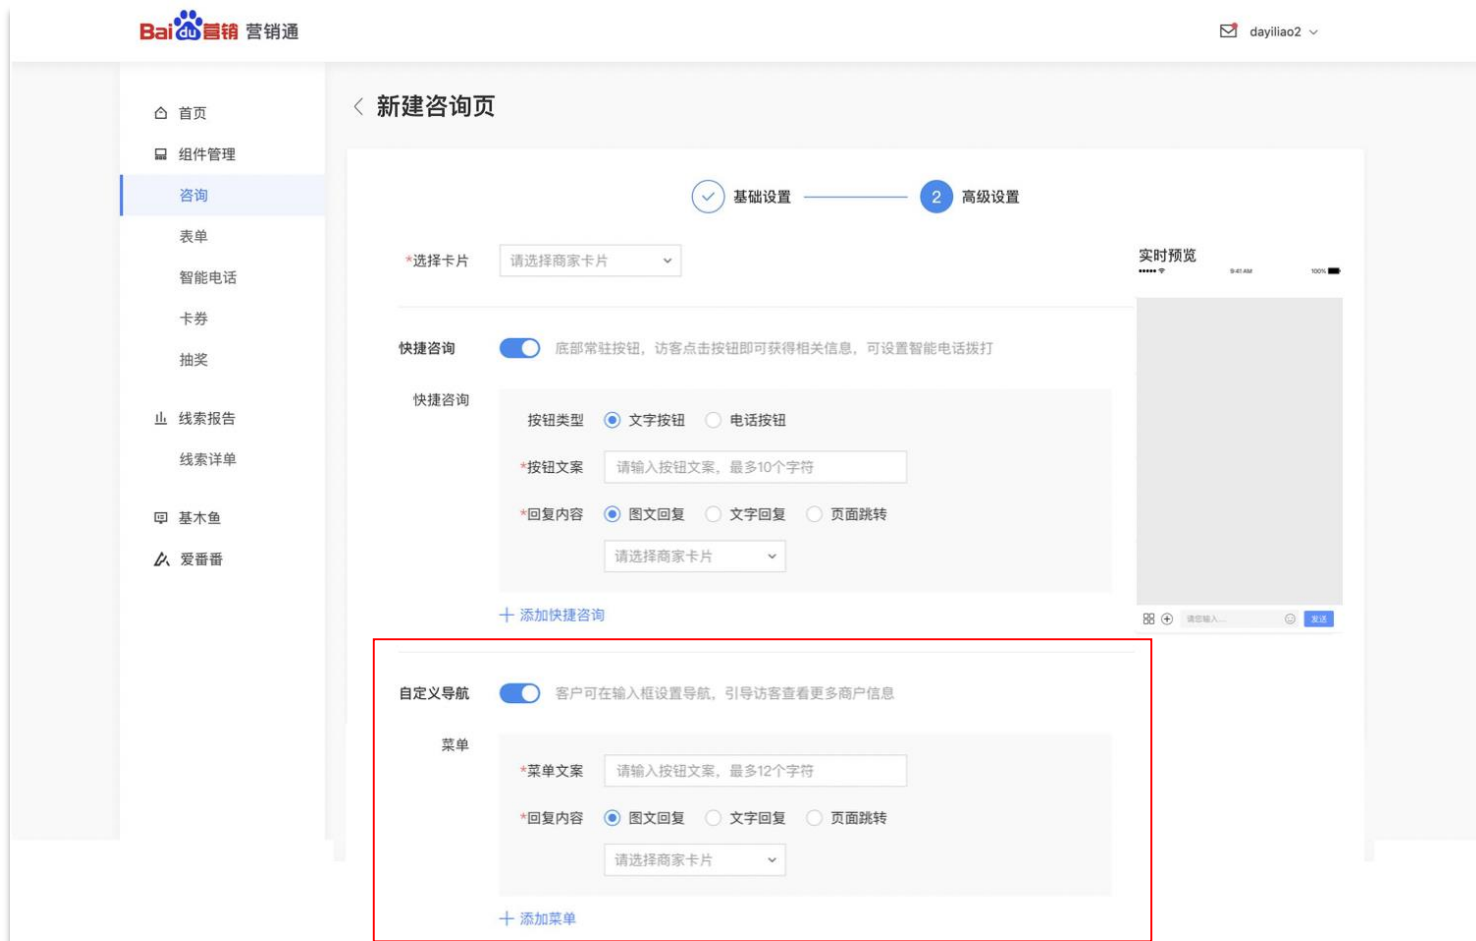 Bai du 营销 营销通
dayiliao2
首页
组件管理
咨询
表单
智能电话
卡券
抽奖
线索报告
线索详单
基木鱼
爱番番
新建咨询页
基础设置
2 高级设置
*选择卡片 请选择商家卡片
快捷咨询 底部常驻按钮，访客点击按钮即可获得相关信息，可设置智能电话拨打
快捷咨询
按钮类型 文字按钮 电话按钮
*按钮文案 请输入按钮文案，最多10个字符
*回复内容 图文回复 文字回复 页面跳转
请选择商家卡片
添加快捷咨询
自定义导航 客户可在输入框设置导航，引导访客查看更多商户信息
菜单
*菜单文案 请输入按钮文案，最多12个字符
*回复内容 图文回复 文字回复 页面跳转
请选择商家卡片
添加菜单
实时预览
9:41 AM 100%
请您输入... 发送